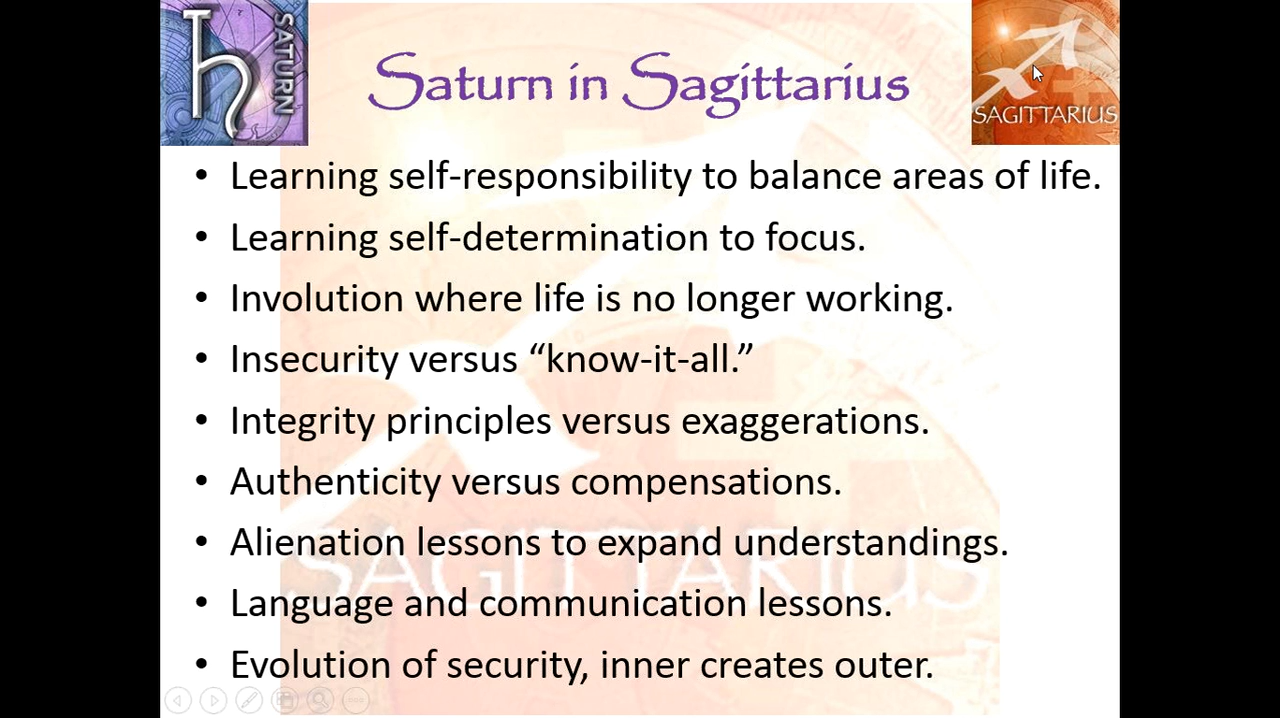 SATURN
Saturn in Sagittarius
SAGITTARIUS
• Learning self-responsibility to balance areas of life.
• Learning self-determination to focus.
• Involution where life is no longer working.
• Insecurity versus “know-it-all.”
• Integrity principles versus exaggerations.
• Authenticity versus compensations.
• Alienation lessons to expand understandings.
SAGITTARIUS
• Language and communication lessons.
• Evolution of security, inner creates outer.